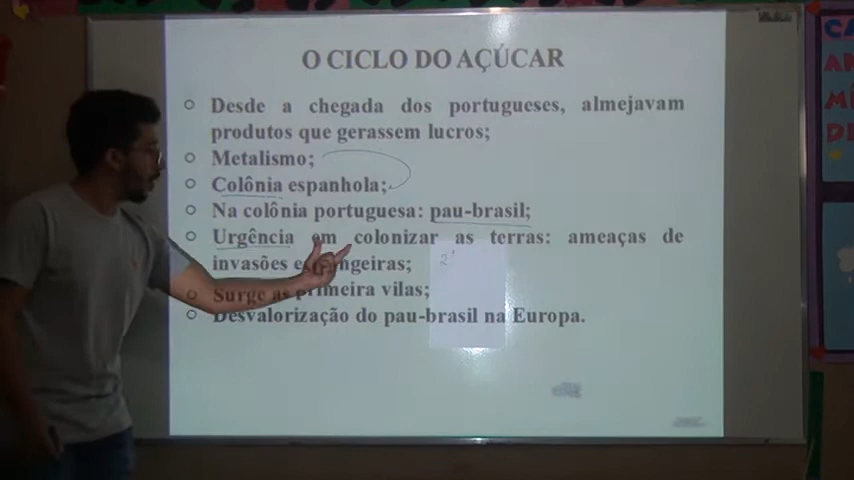 O CICLO DO AÇÚCAR
Desde a chegada dos portugueses, almejavam
produtos que gerassem lucros;
Metalismo;
Colônia espanhola;
Na colônia portuguesa: pau-brasil;
Urgência em colonizar as terras: ameaças de
invasões estrangeiras;
Surge as primeira vilas;
Desvalorização do pau-brasil na Europa.